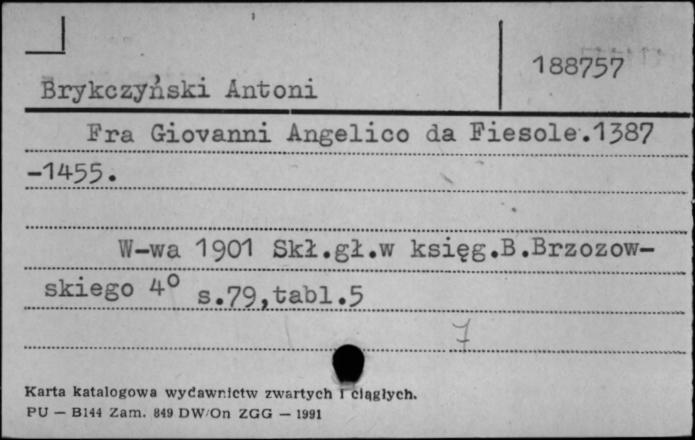 188757
Brykczyński Antoni
Fra Giovanni Angelico da Fiesole.1387
-1455.
W-wa 1901 Skł.gł.w księg.B.Brzozow-
skiego 4° s.79,tabl.5
7
Karta katalogowa wydawnictw zwartych i ciągłych.
PU — B144 Zam. 849 DW/On ZGG — 1991